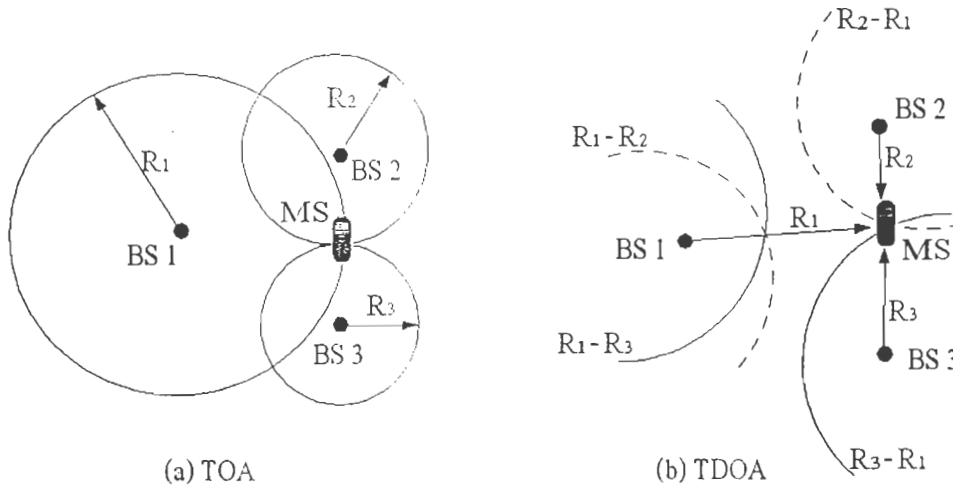 R1
BS 1
R2
BS 2
MS
R3
BS 3
(a) TOA
R2-R1
BS 2
R1-R2
R2
R1
BS 1
MS
R3
R1-R3
BS 3
R3-R1
(b) TDOA